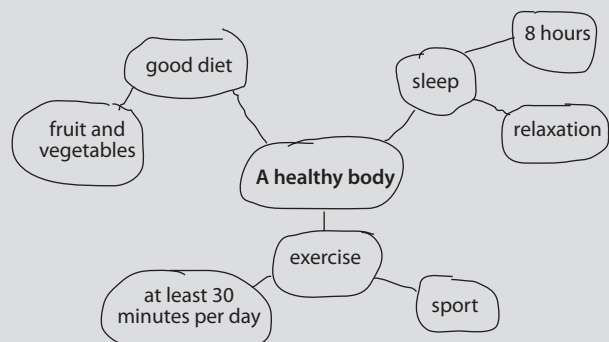 8 hours
good diet
sleep
fruit and
vegetables
relaxation
A healthy body
exercise
at least 30
minutes per day
sport